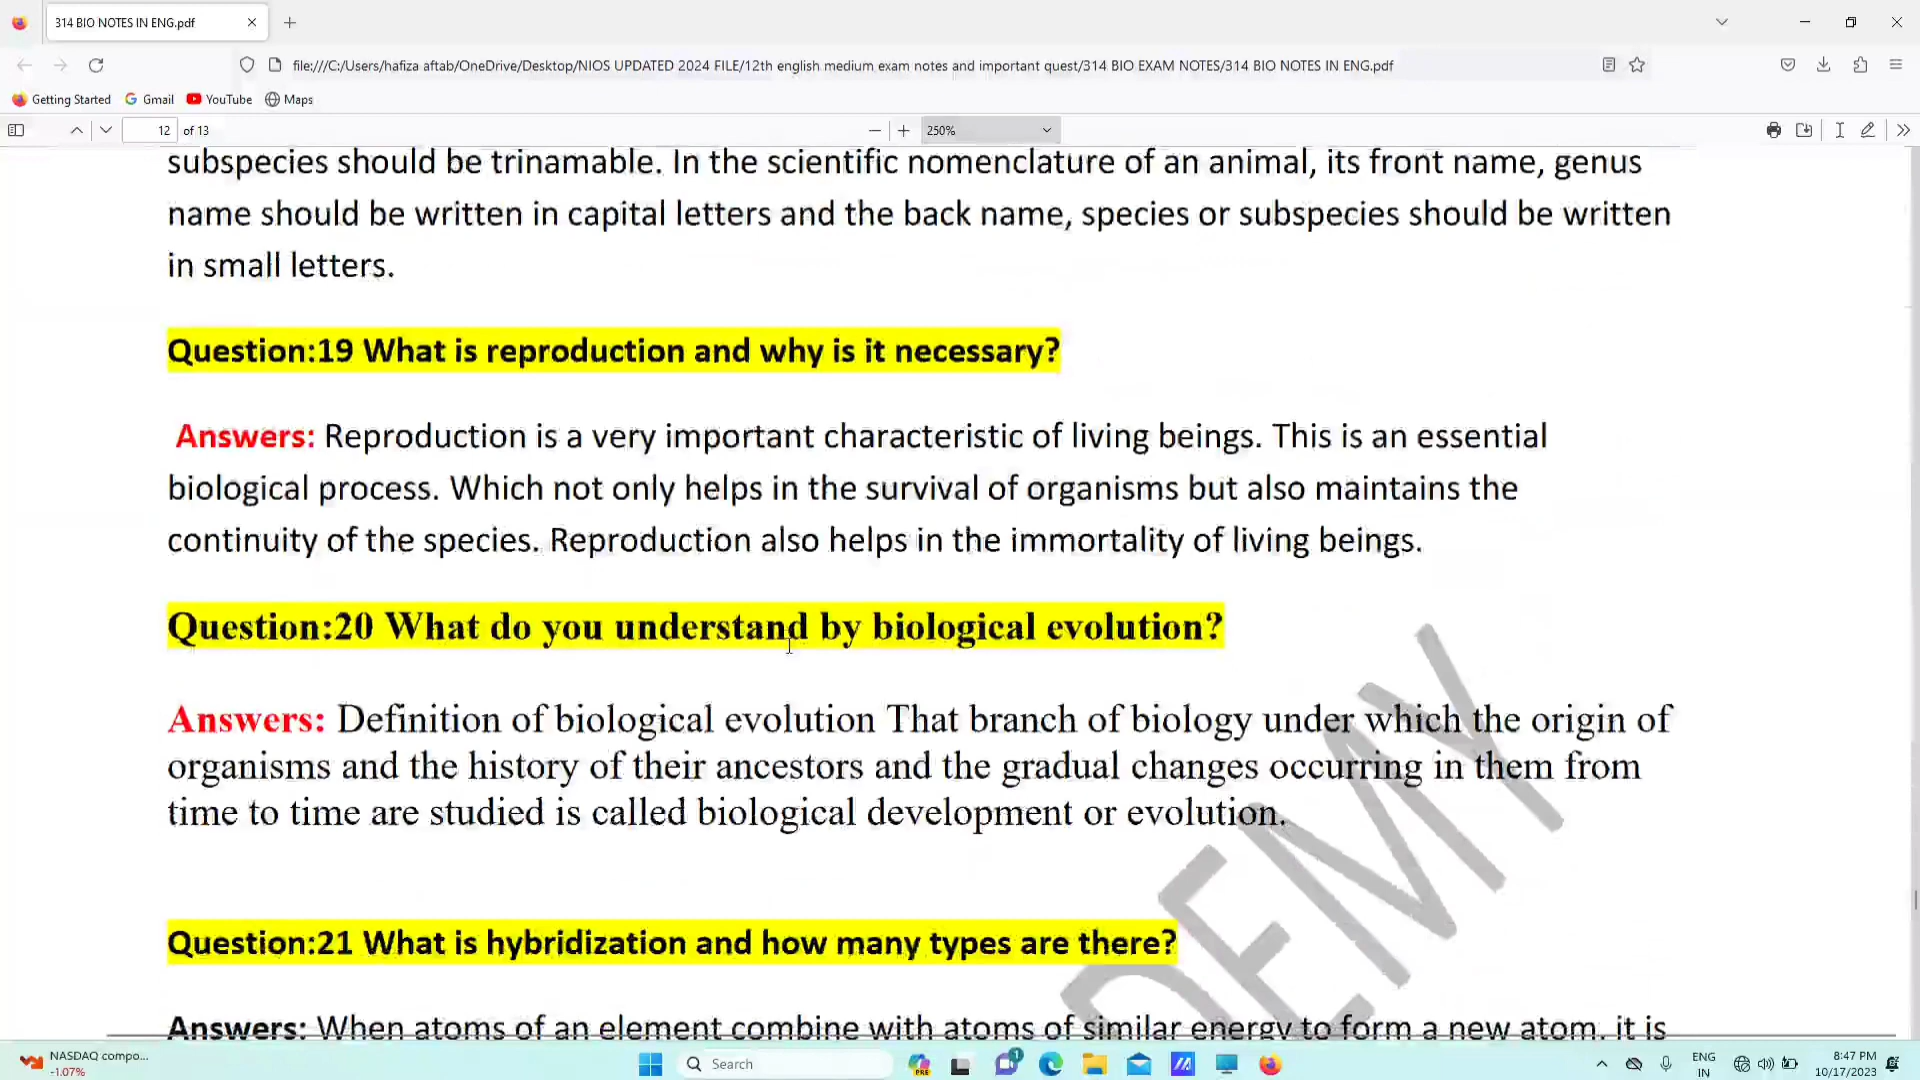 314 BIO NOTES IN ENG.pdf
file:///C:/Users/hafiza aftab/OneDrive/Desktop/NIOS UPDATED 2024 FILE/12th english medium exam notes and important quest/314 BIO EXAM NOTES/314 BIO NOTES IN ENG.pdf
Getting Started Gmail YouTube Maps
12 of 13 250%
subspecies should be trinamable. In the scientific nomenclature of an animal, its front name, genus
name should be written in capital letters and the back name, species or subspecies should be written
in small letters.
Question:19 What is reproduction and why is it necessary?
Answers: Reproduction is a very important characteristic of living beings. This is an essential
biological process. Which not only helps in the survival of organisms but also maintains the
continuity of the species. Reproduction also helps in the immortality of living beings.
Question:20 What do you understand by biological evolution?
Answers: Definition of biological evolution That branch of biology under which the origin of
organisms and the history of their ancestors and the gradual changes occurring in them from
time to time are studied is called biological development or evolution.
Question:21 What is hybridization and how many types are there?
Answers: When atoms of an element combine with atoms of similar energy to form a new atom, it is
DEMY
NASDAQ compo...
-1.07%
Search
PRE
1
ENG
IN
8:47 PM
10/17/2023